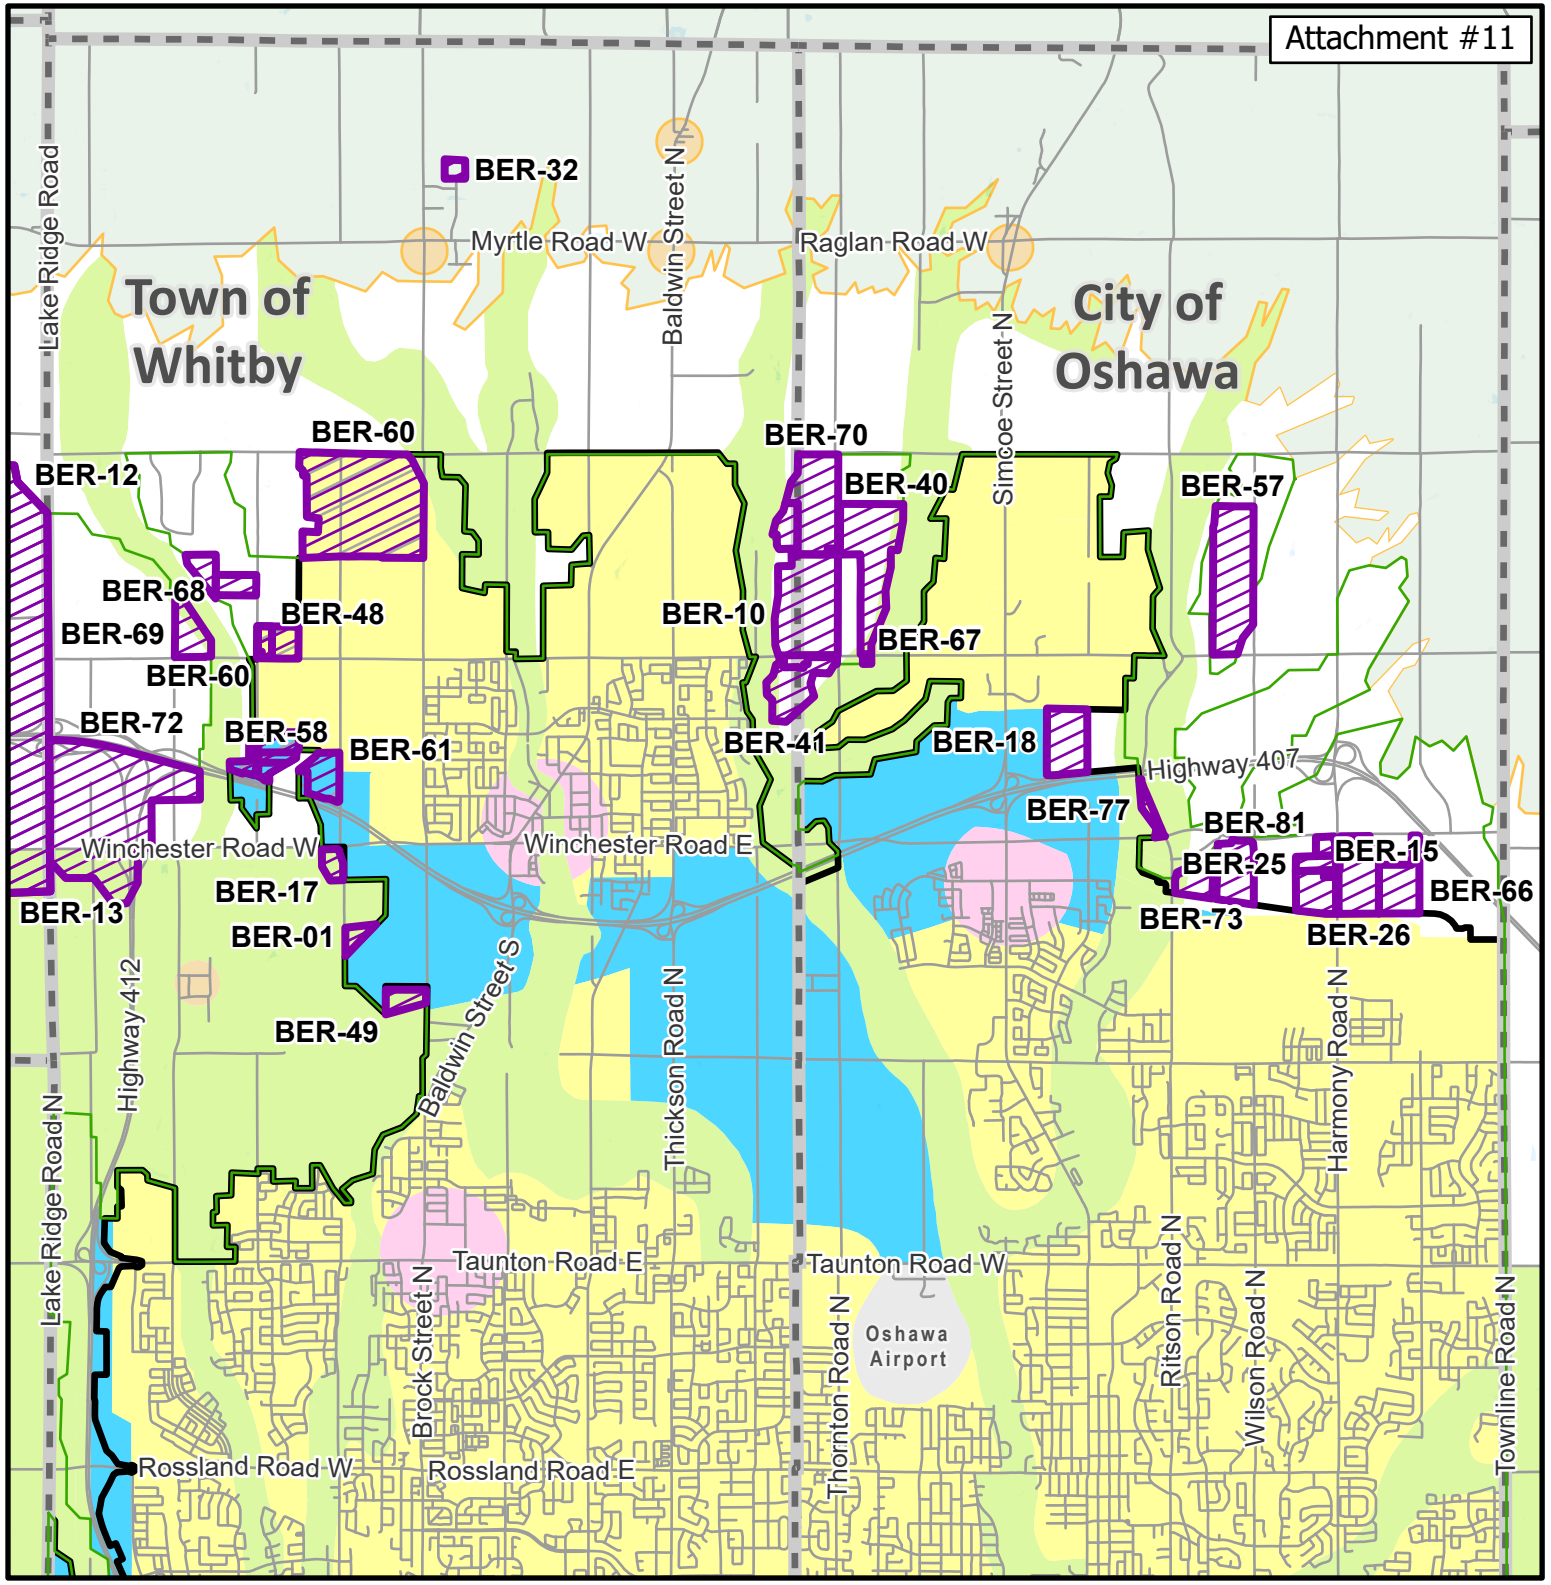 Attachment #11
Lake Ridge Road
BER-32
Baldwin Street N
Myrtle Road W
Raglan Road W
Town of
Whitby
City of
Oshawa
Simcoe Street N
BER-60
BER-70
BER-12
BER-40
BER-57
BER-68
BER-48
BER-10
BER-69
BER-67
BER-60
BER-72
BER-58
BER-61
BER-41
BER-18
Highway 407
BER-77
BER-81
Winchester Road W
Winchester Road E
BER-25
BER-15
BER-17
BER-13
BER-66
BER-73
BER-26
BER-01
BER-49
Highway 412
Baldwin Street S
Thickson Road N
Harmony Road N
Lake Ridge Road N
Taunton Road E
Taunton Road W
Brock Street N
Thornton Road N
Oshawa
Airport
Ritson Road N
Wilson Road N
Townline Road N
Rossland Road W
Rossland Road E